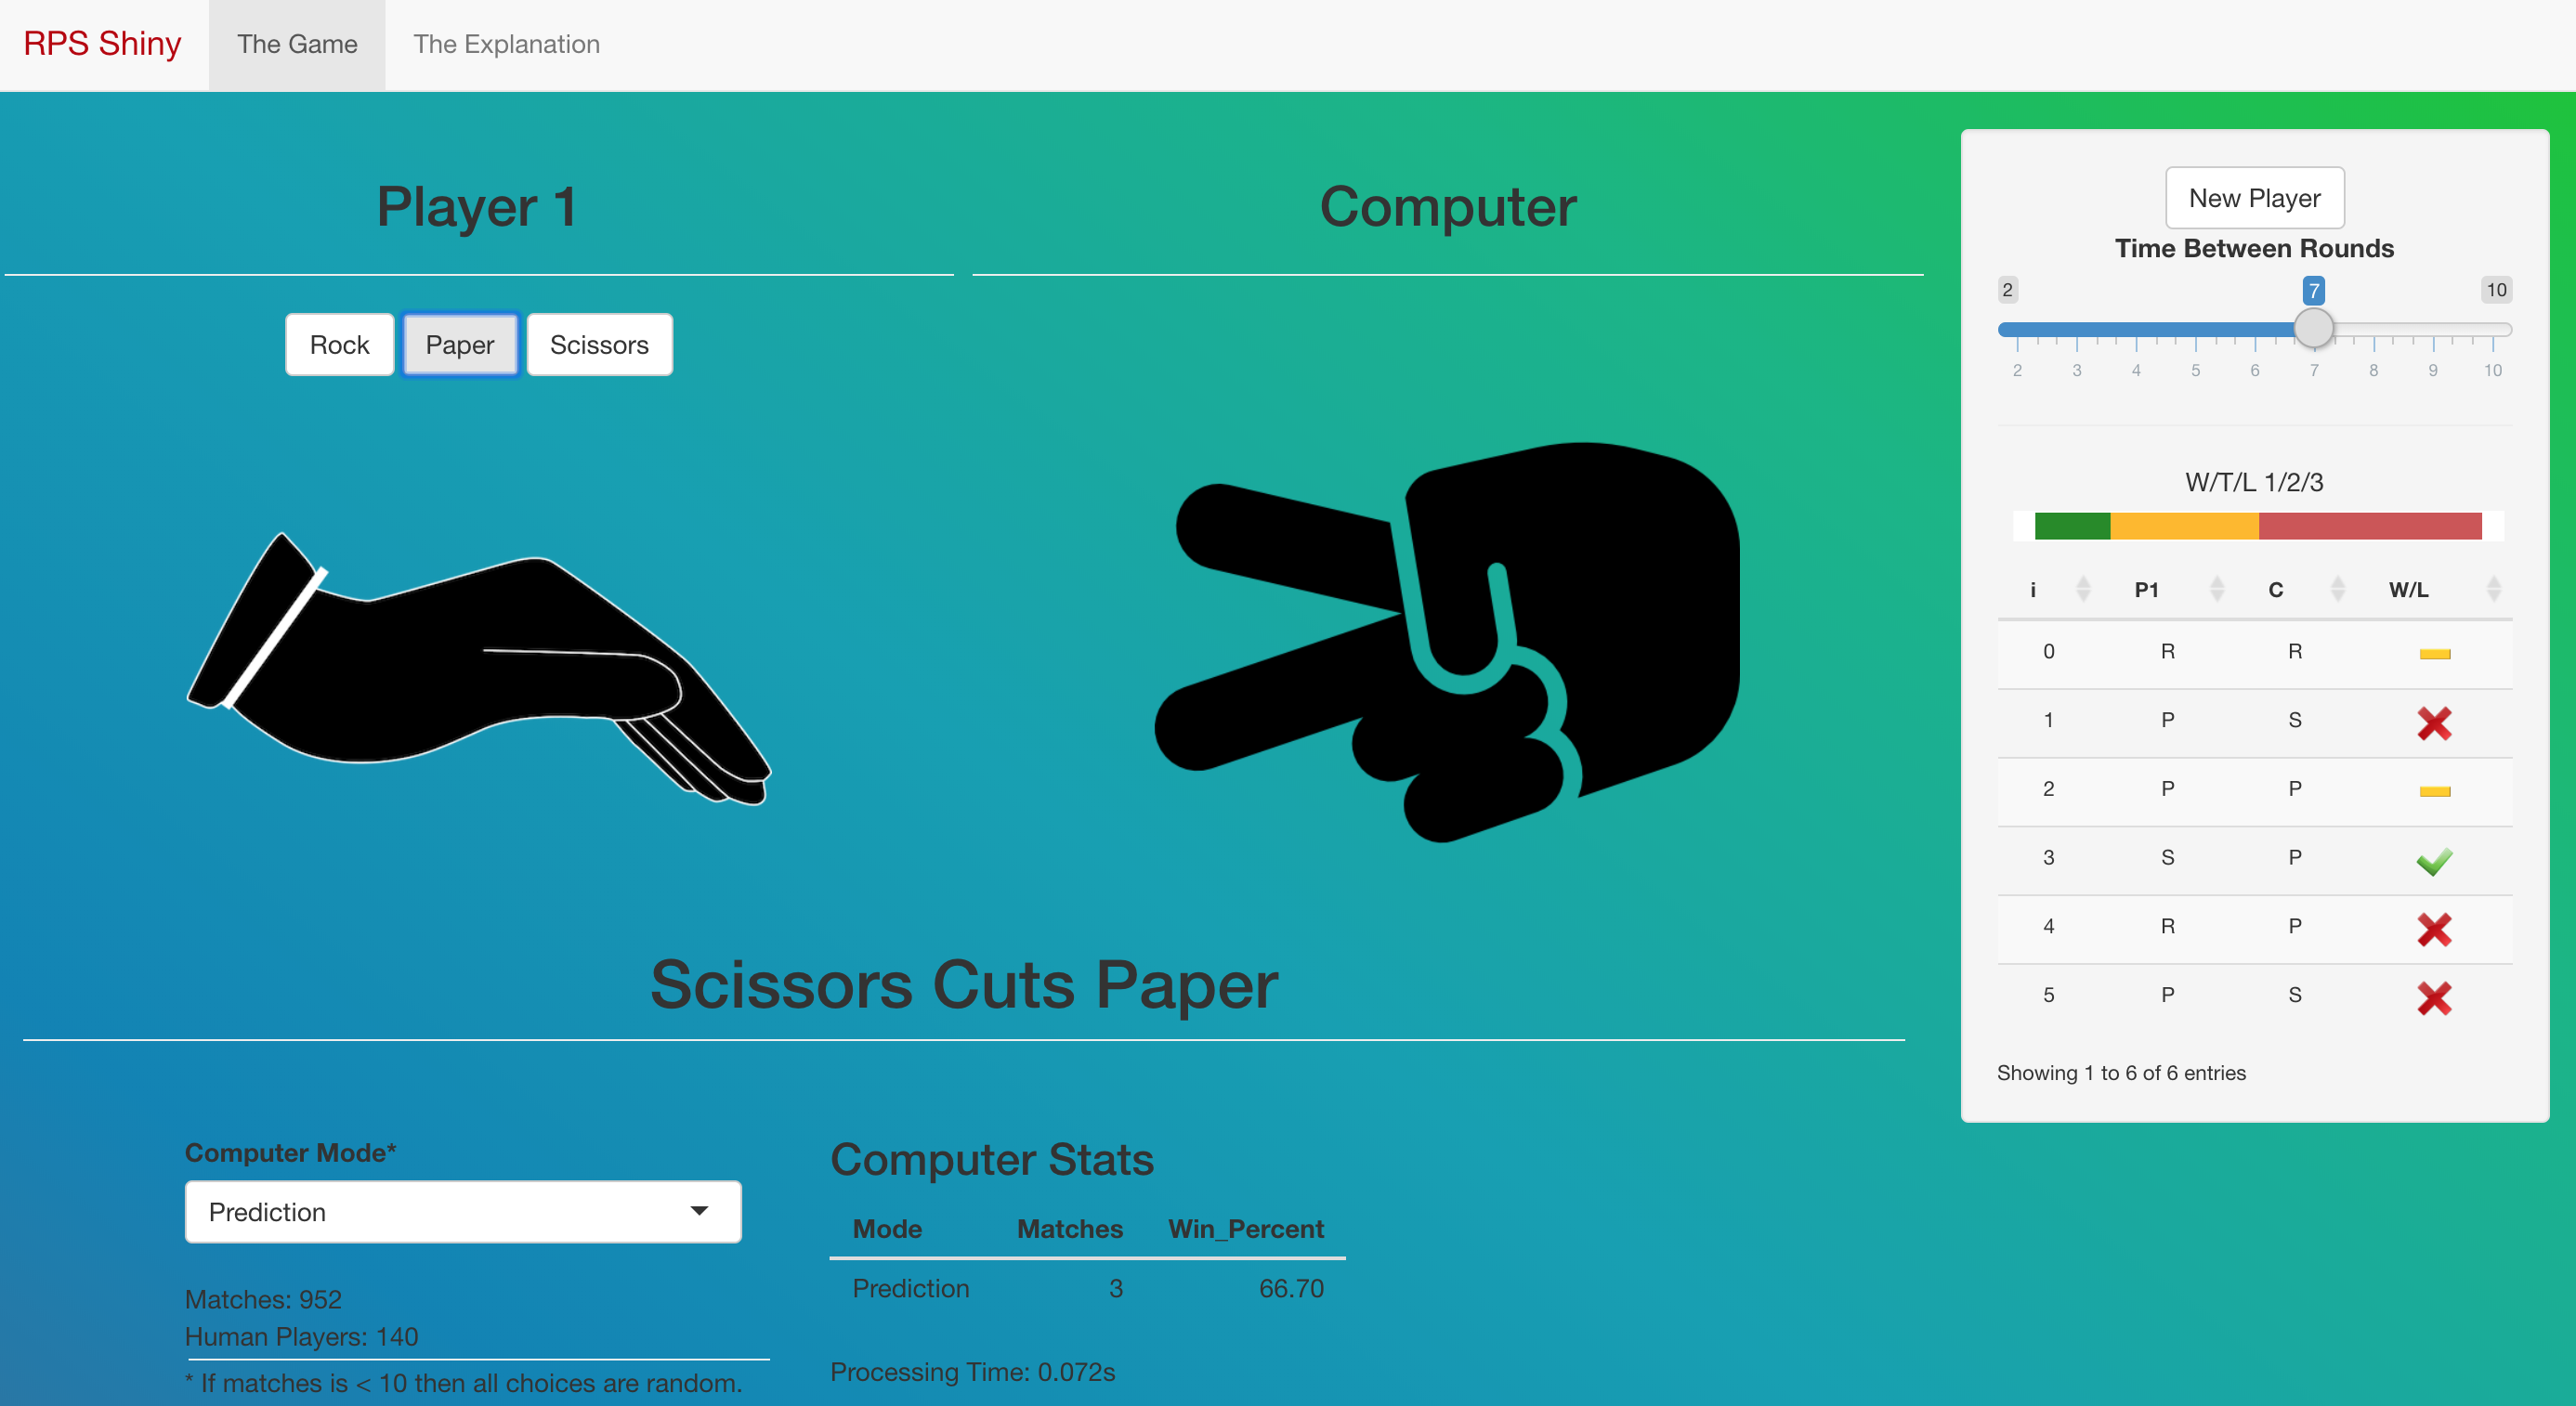 RPS Shiny The Game The Explanation
Player 1
Rock Paper Scissors
Computer
Scissors Cuts Paper
Computer Mode*
Prediction
Matches: 952
Human Players: 140
* If matches is < 10 then all choices are random.
Computer Stats
Mode Matches Win_Percent
Prediction 3 66.70
Processing Time: 0.072s
New Player
Time Between Rounds
2 7 10
2 3 4 5 6 7 8 9 10
W/T/L 1/2/3
i P1 C W/L
0 R R
1 P S
2 P P
3 S P
4 R P
5 P S
Showing 1 to 6 of 6 entries